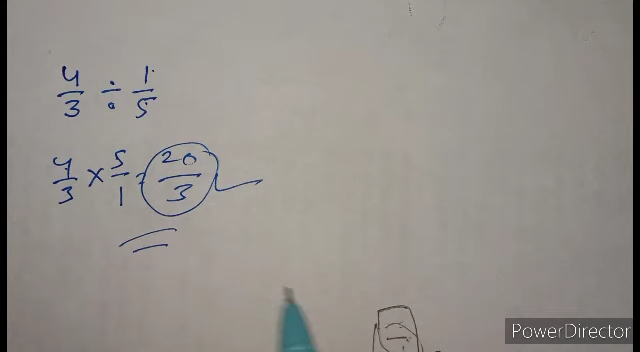 4/3 ÷ 1/5
4/3 × 5/1 = 20/3
PowerDirector